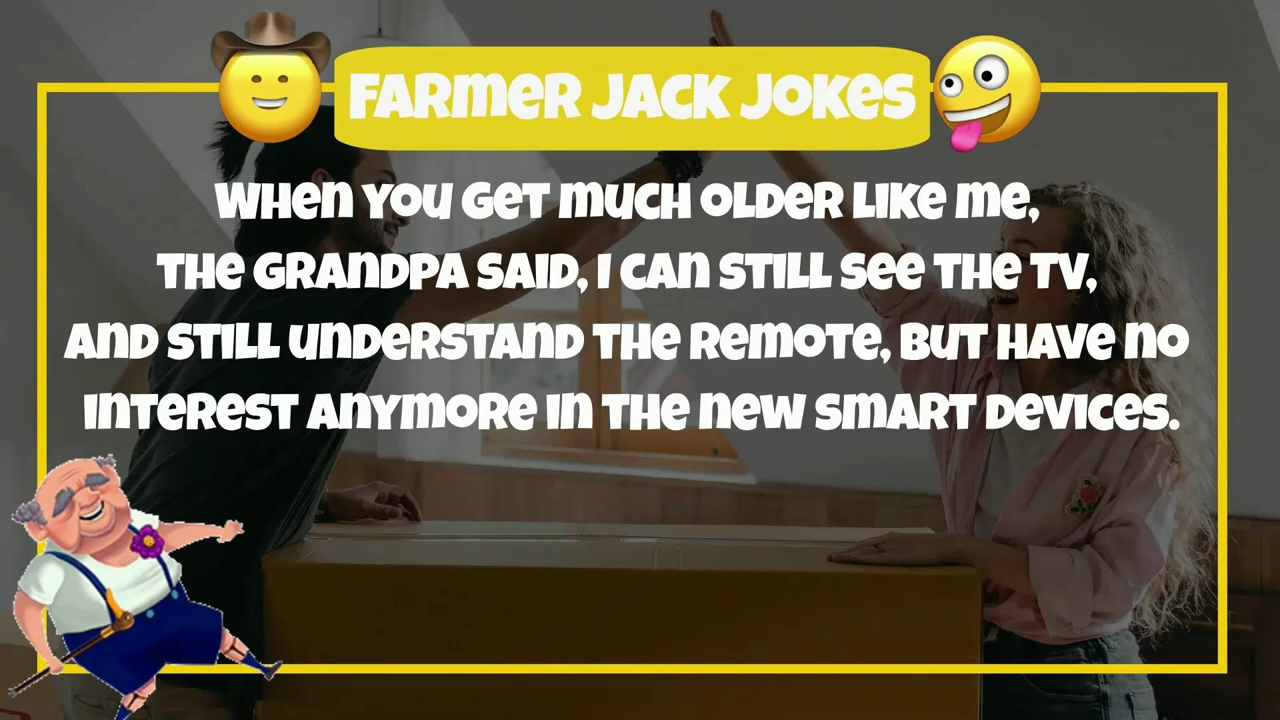 FARMER JACK JOKES
When you get much older like me,
the grandpa said, I can still see the TV,
and still understand the remote, but have no
interest anymore in the new smart devices.